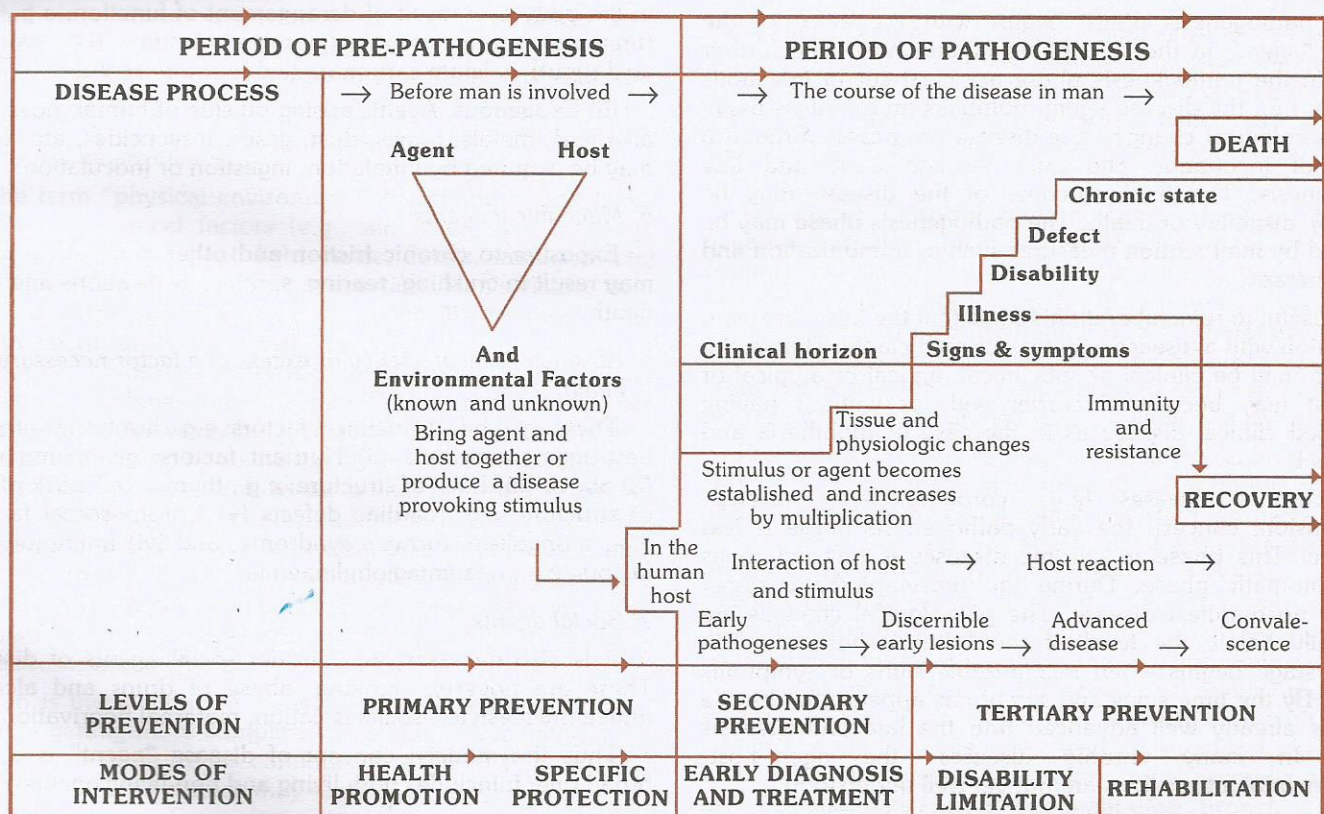 PERIOD OF PRE-PATHOGENESIS
PERIOD OF PATHOGENESIS
DISEASE PROCESS → Before man is involved →
→ The course of the disease in man →
Agent
Host
DEATH
Chronic state
Defect
Disability
Illness
Clinical horizon
Signs & symptoms
And
Environmental Factors
(known and unknown)
Bring agent and
host together or
produce a disease
provoking stimulus
Tissue and
physiologic changes
Immunity
and
resistance
Stimulus or agent becomes
established and increases
by multiplication
RECOVERY
In the
human
host
Interaction of host → Host reaction →
and stimulus
Early
pathogeneses →
Discernible
early lesions →
Advanced
disease →
Convale-
scence
LEVELS OF
PREVENTION
PRIMARY PREVENTION
SECONDARY
PREVENTION
TERTIARY PREVENTION
MODES OF
INTERVENTION
HEALTH
PROMOTION
SPECIFIC
PROTECTION
EARLY DIAGNOSIS
AND TREATMENT
DISABILITY
LIMITATION
REHABILITATION